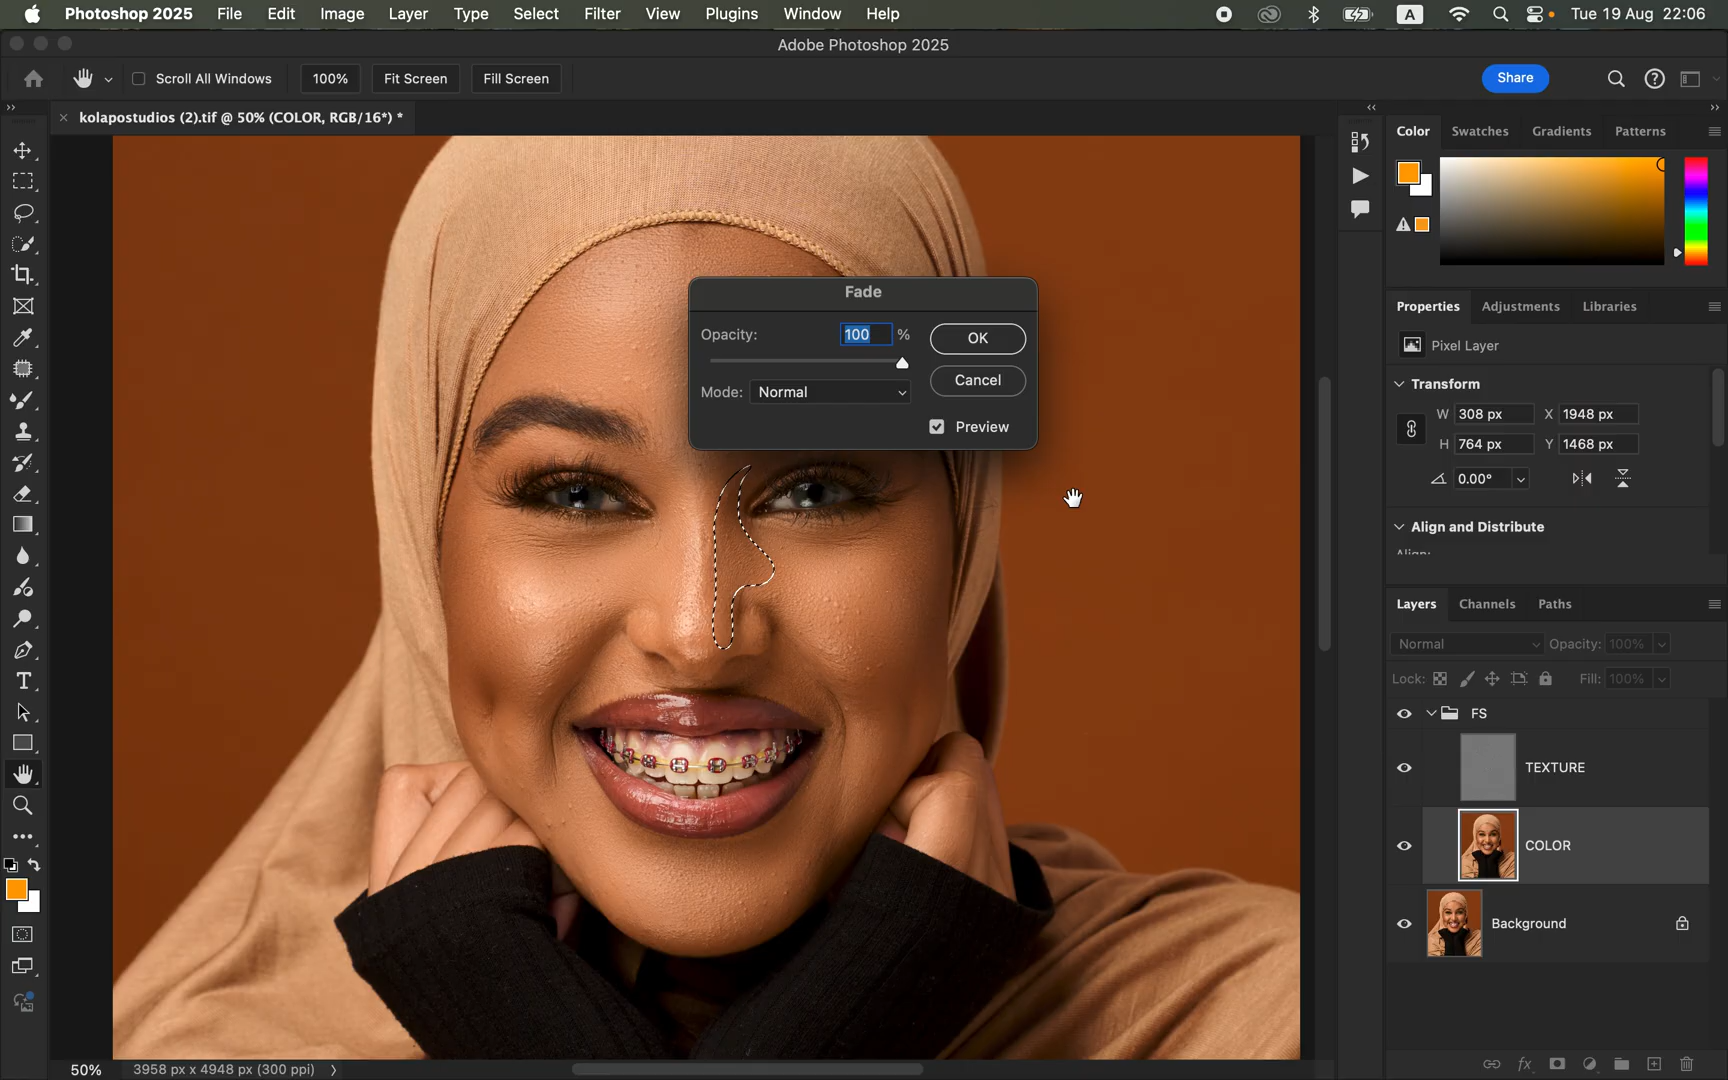 Photoshop 2025 File Edit Image Layer Type Select Filter View Plugins Window Help A Tue 19 Aug 22:06
Adobe Photoshop 2025
Scroll All Windows 100% Fit Screen Fill Screen Share
kolapostudios (2).tif @ 50% (COLOR, RGB/16*) *
Color Swatches Gradients Patterns
Fade
Opacity: 100 % OK
Cancel
Mode: Normal
Preview
Properties Adjustments Libraries
Pixel Layer
Transform
W 308 px X 1948 px
H 764 px Y 1468 px
0.00°
Align and Distribute
Align:
Layers Channels Paths
Normal Opacity: 100%
Lock: Fill: 100%
FS
TEXTURE
COLOR
Background
50% 3958 px x 4948 px (300 ppi)